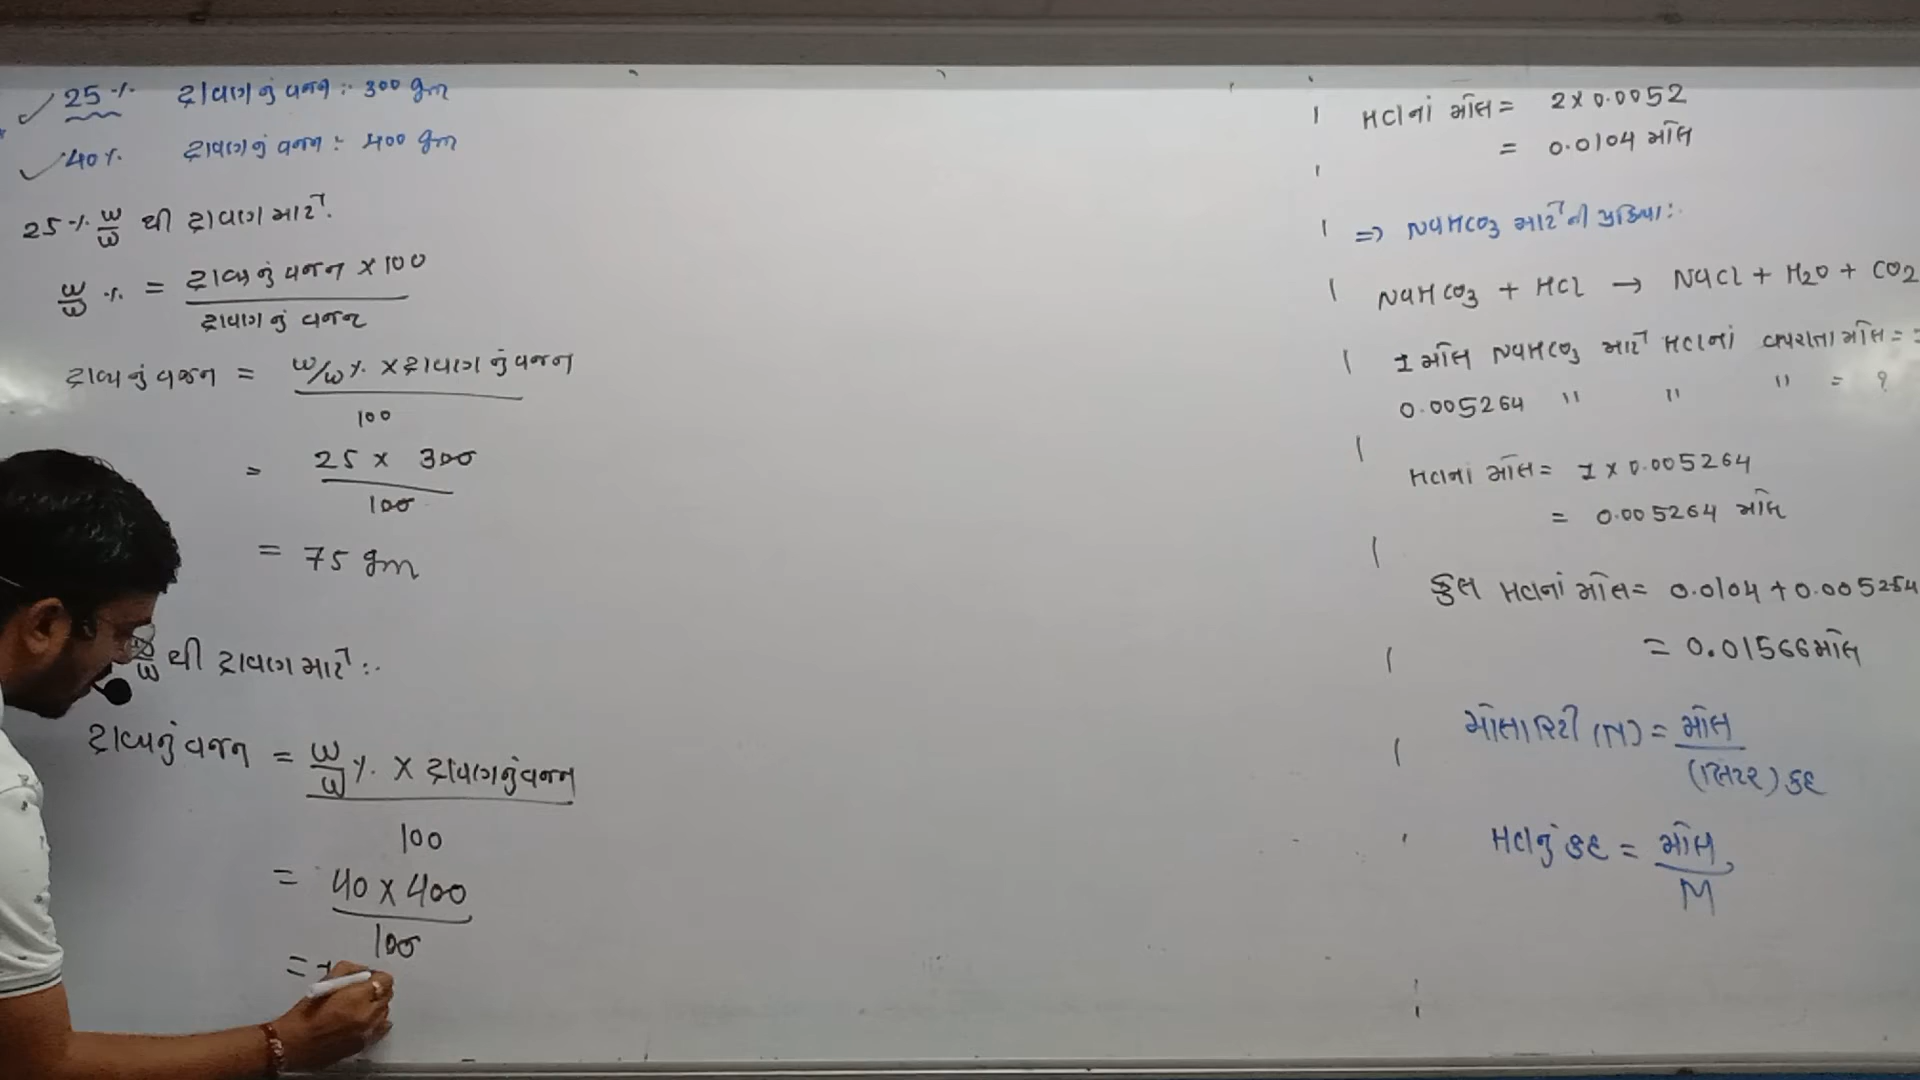 25 % દ્રાવણનું વજન :- 300 gm
40 % દ્રાવણનું વજન :- 400 gm
25 % w/w થી દ્રાવણ માટે.
w/w % = દ્રાવ્યનું વજન × 100 / દ્રાવણનું વજન
દ્રાવ્યનું વજન = w/w % × દ્રાવણનું વજન / 100
= 25 × 300 / 100
= 75 gm
w થી દ્રાવણ માટે :-
દ્રાવ્યનું વજન = w/w % × દ્રાવણનું વજન / 100
= 40 × 400 / 100
=
HClનાં મોલ = 2 × 0.0052
= 0.0104 મોલ
=> NaHCO3 માટેની પ્રક્રિયા :-
NaHCO3 + HCl → NaCl + H2O + CO2
1 મોલ NaHCO3 માટે HClનાં વપરાતા મોલ =
0.005264 " " " = ?
HClનાં મોલ = 1 × 0.005264
= 0.005264 મોલ
કુલ HClનાં મોલ = 0.0104 + 0.005264
= 0.01566 મોલ
મોલારિટી (M) = મોલ / (લિટર) કદ
HClનું કદ = મોલ / M